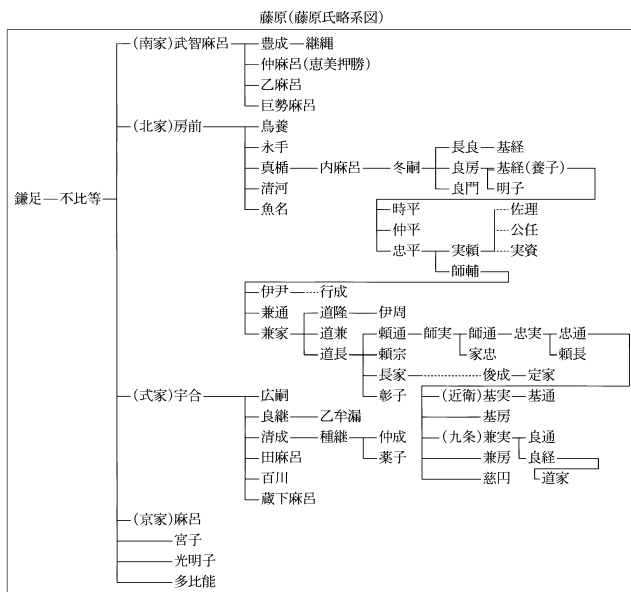 藤原(藤原氏略系図)
(南家)武智麻呂 豊成 継縄
仲麻呂(恵美押勝)
乙麻呂
巨勢麻呂
(北家)房前 鳥養
永手 長良 基経
真楯 内麻呂 冬嗣 良房 基経(養子)
清河 良門 明子
鎌足 不比等
魚名 時平 佐理
仲平 公任
忠平 実頼 実資
師輔
伊尹 行成
兼通 道隆 伊周
兼家 道兼 頼通 師実 師通 忠実 忠通
道長 頼宗 家忠 頼長
長家 俊成 定家
(式家)宇合 広嗣 彰子 (近衛)基実 基通
良継 乙牟漏 基房
清成 種継 仲成 (九条)兼実 良通
田麻呂 薬子 兼房 良経
百川 慈円 道家
蔵下麻呂
(京家)麻呂
宮子
光明子
多比能